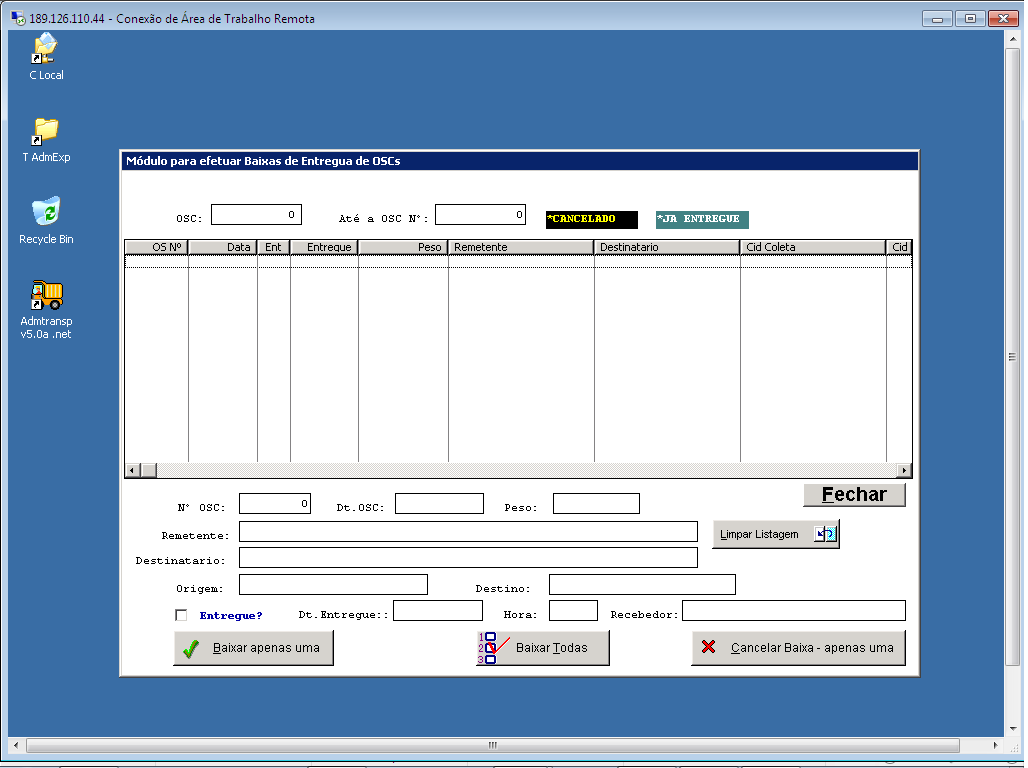 189.126.110.44 - Conexão de Área de Trabalho Remota
C Local
T AdmExp
Recycle Bin
Admtransp
v5.0a .net
Módulo para efetuar Baixas de Entregua de OSCs
OSC: 0 Até a OSC Nº: 0 *CANCELADO *JA ENTREGUE
OS Nº Data Ent Entregue Peso Remetente Destinatario Cid Coleta Cid
Fechar
Nº OSC: 0 Dt.OSC: Peso:
Remetente:
Limpar Listagem
Destinatario:
Origem: Destino:
Entregue? Dt.Entregue:: Hora: Recebedor:
Baixar apenas uma
1 2 3 Baixar Todas
Cancelar Baixa - apenas uma